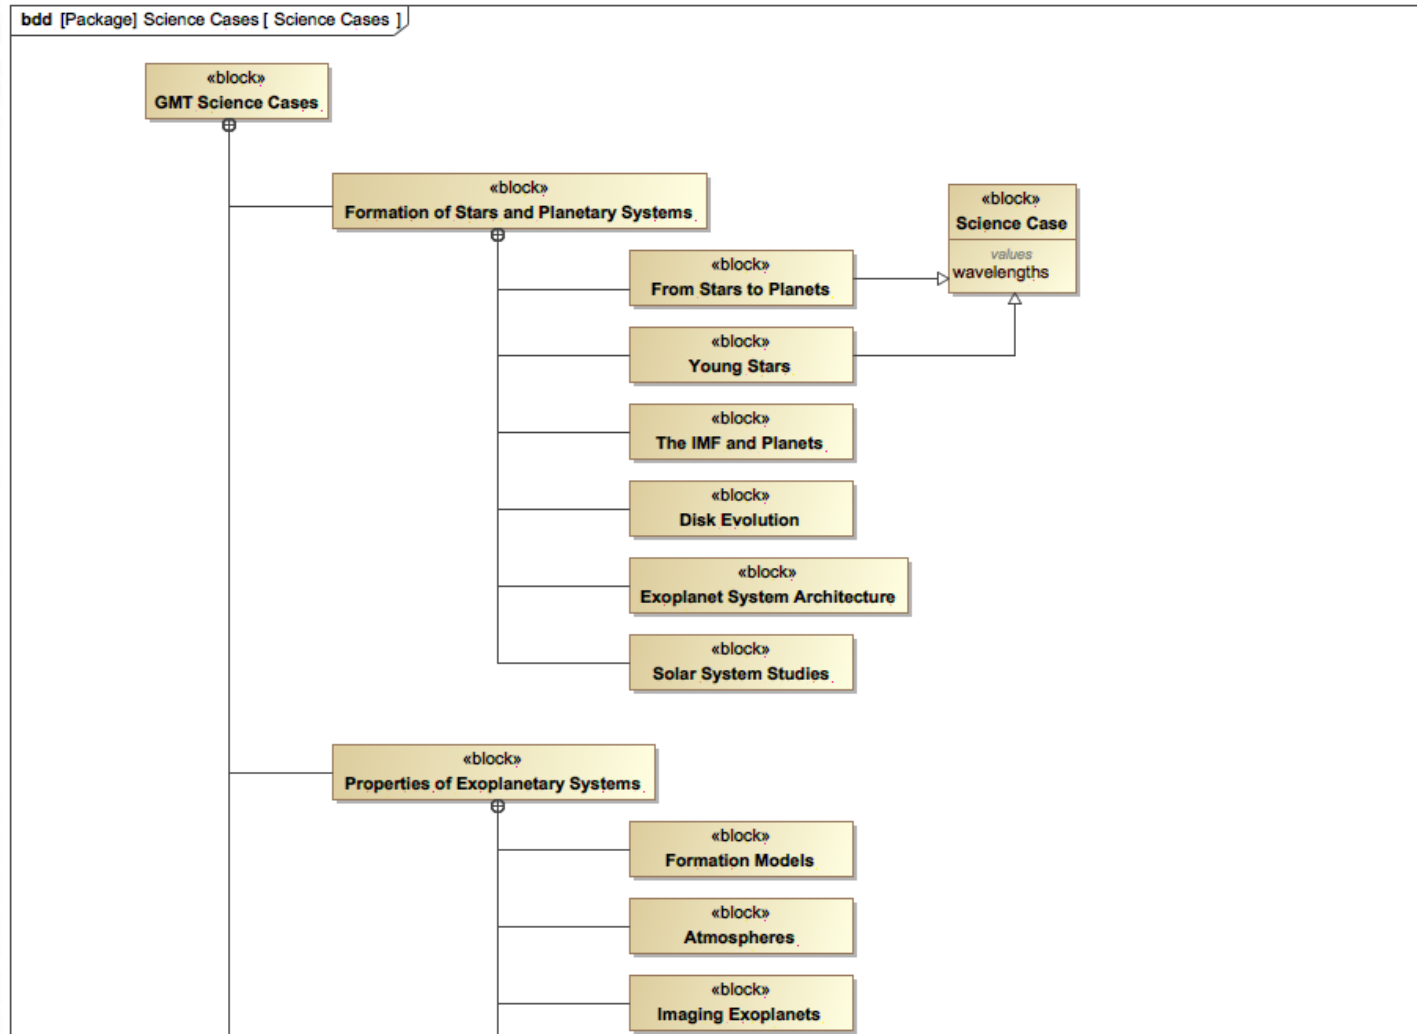 bdd [Package] Science Cases [ Science Cases ]
«block»
GMT Science Cases
«block»
Formation of Stars and Planetary Systems
«block»
Science Case
values
wavelengths
«block»
From Stars to Planets
«block»
Young Stars
«block»
The IMF and Planets
«block»
Disk Evolution
«block»
Exoplanet System Architecture
«block»
Solar System Studies
«block»
Properties of Exoplanetary Systems
«block»
Formation Models
«block»
Atmospheres
«block»
Imaging Exoplanets